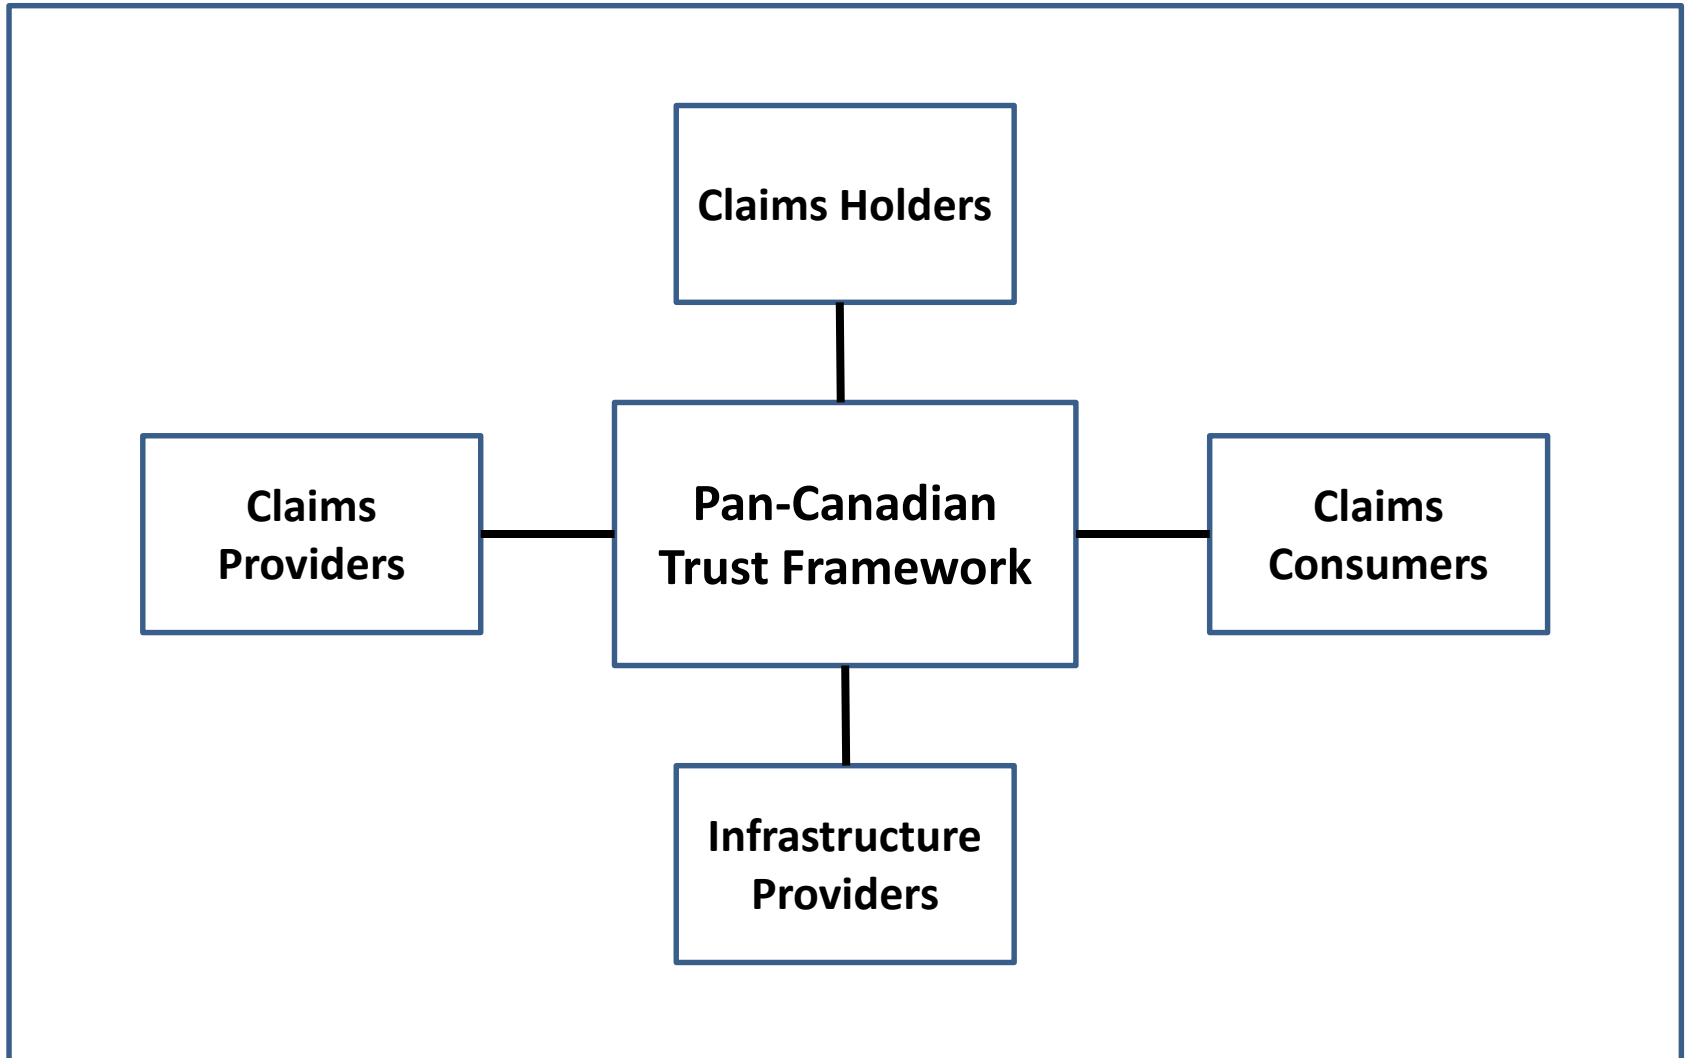 Claims Holders
Claims
Providers
Pan-Canadian
Trust Framework
Claims
Consumers
Infrastructure
Providers